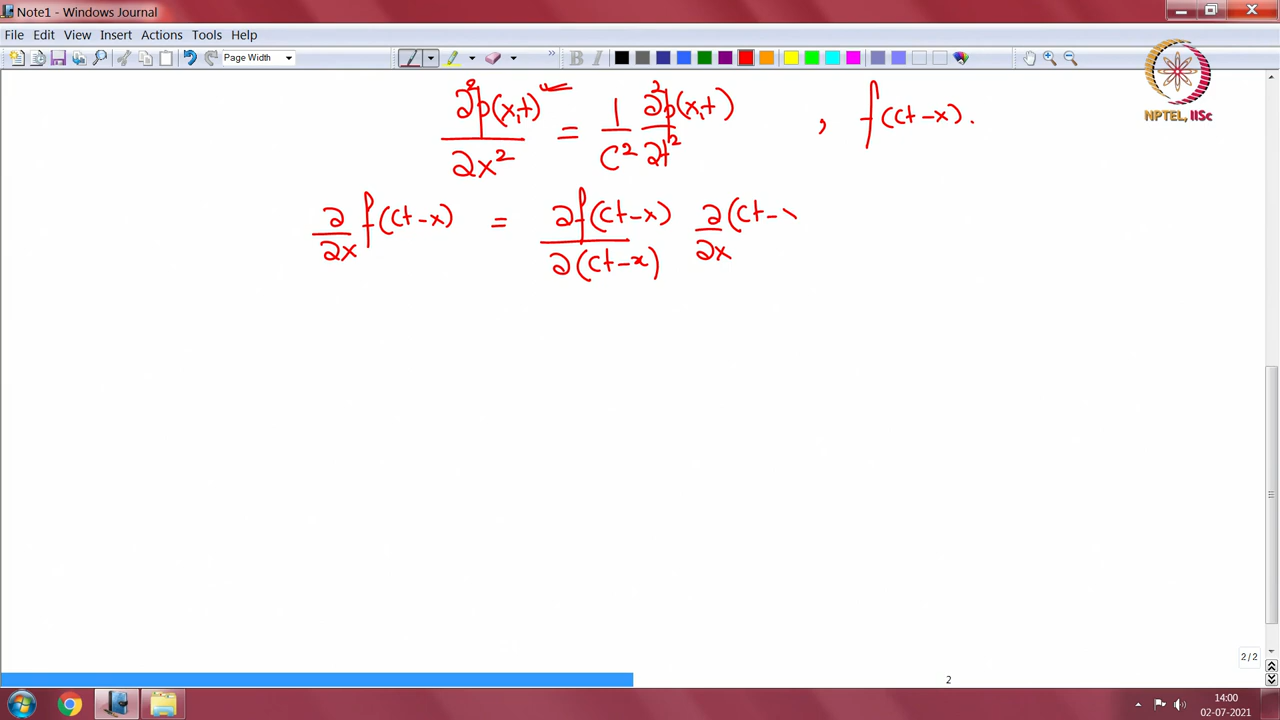 Note1 - Windows Journal
File Edit View Insert Actions Tools Help
Page Width
NPTEL, IISc
∂²p(x,t)/∂x² = 1/C² ∂²p(x,t)/∂t² , f(Ct-x).
∂/∂x f(Ct-x) = ∂f(Ct-x)/∂(Ct-x) ∂(Ct-
∂x
2/2
2
14:00
02-07-2021